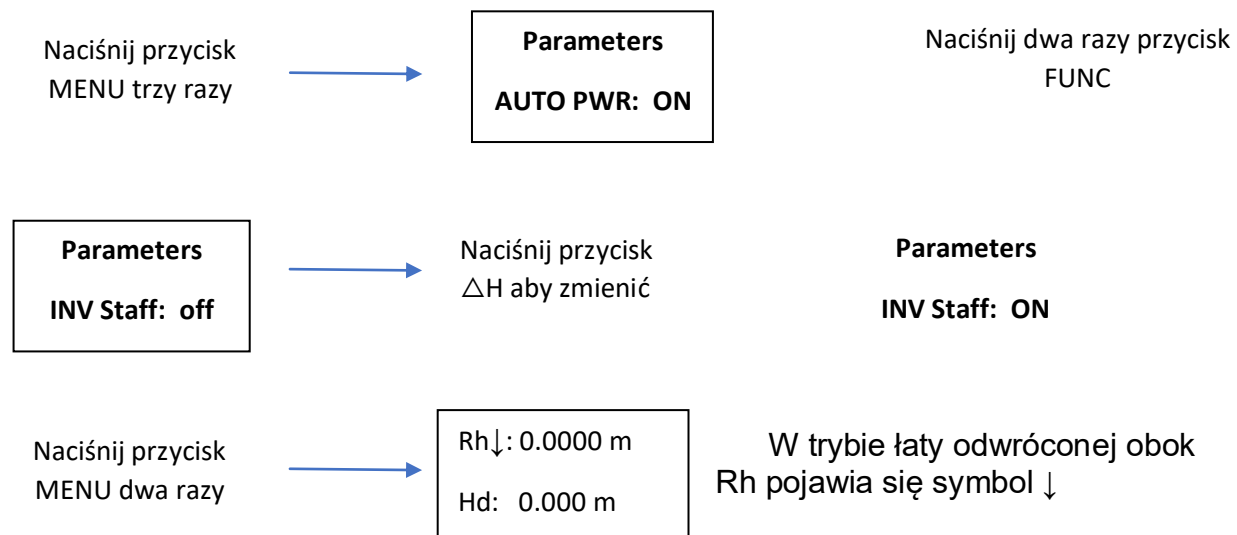 Naciśnij przycisk
MENU trzy razy
Parameters
AUTO PWR: ON
Naciśnij dwa razy przycisk
FUNC
Parameters
INV Staff: off
Naciśnij przycisk
△H aby zmienić
Parameters
INV Staff: ON
Naciśnij przycisk
MENU dwa razy
Rh↓: 0.0000 m
Hd: 0.000 m
W trybie łaty odwróconej obok
Rh pojawia się symbol ↓